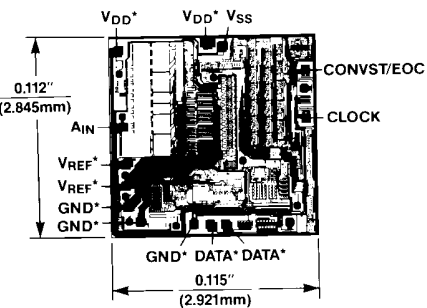 VDD*
VDD*
VSS
CONVST/EOC
CLOCK
0.112"
(2.845mm)
AIN
VREF*
VREF*
GND*
GND*
GND*
DATA*
DATA*
0.115"
(2.921mm)